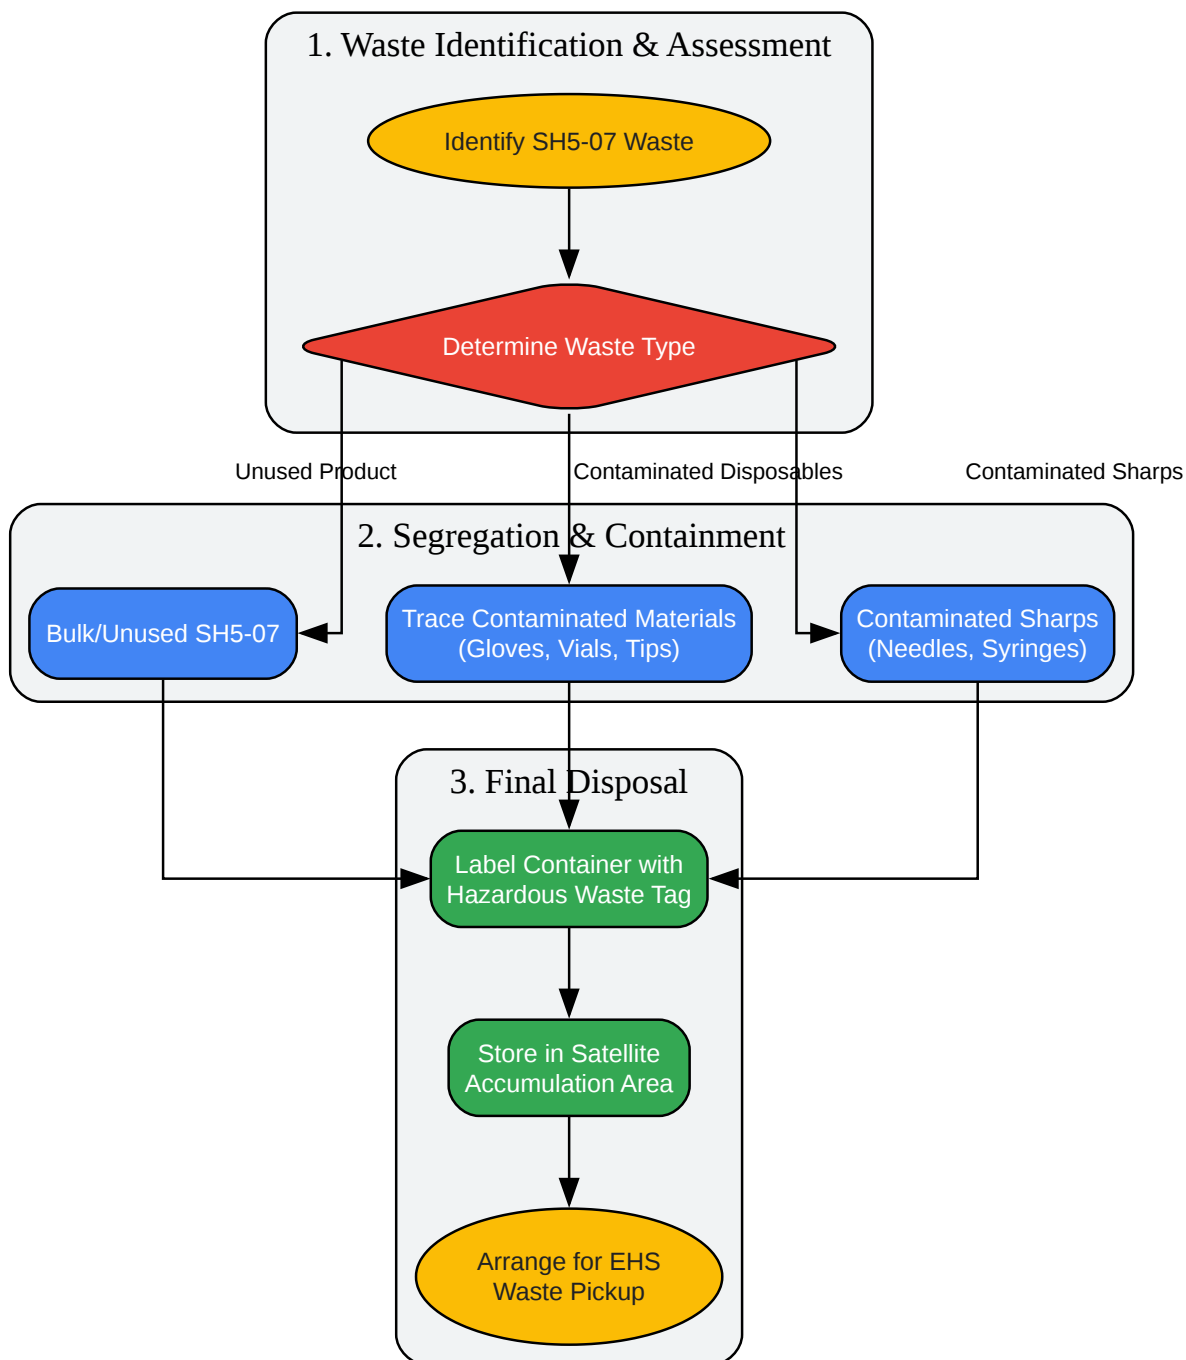 1. Waste Identification & Assessment
Identify SH5-07 Waste
Determine Waste Type
Unused Product
Contaminated Disposables
Contaminated Sharps
2. Segregation & Containment
Bulk/Unused SH5-07
Trace Contaminated Materials
(Gloves, Vials, Tips)
Contaminated Sharps
(Needles, Syringes)
3. Final Disposal
Label Container with
Hazardous Waste Tag
Store in Satellite
Accumulation Area
Arrange for EHS
Waste Pickup